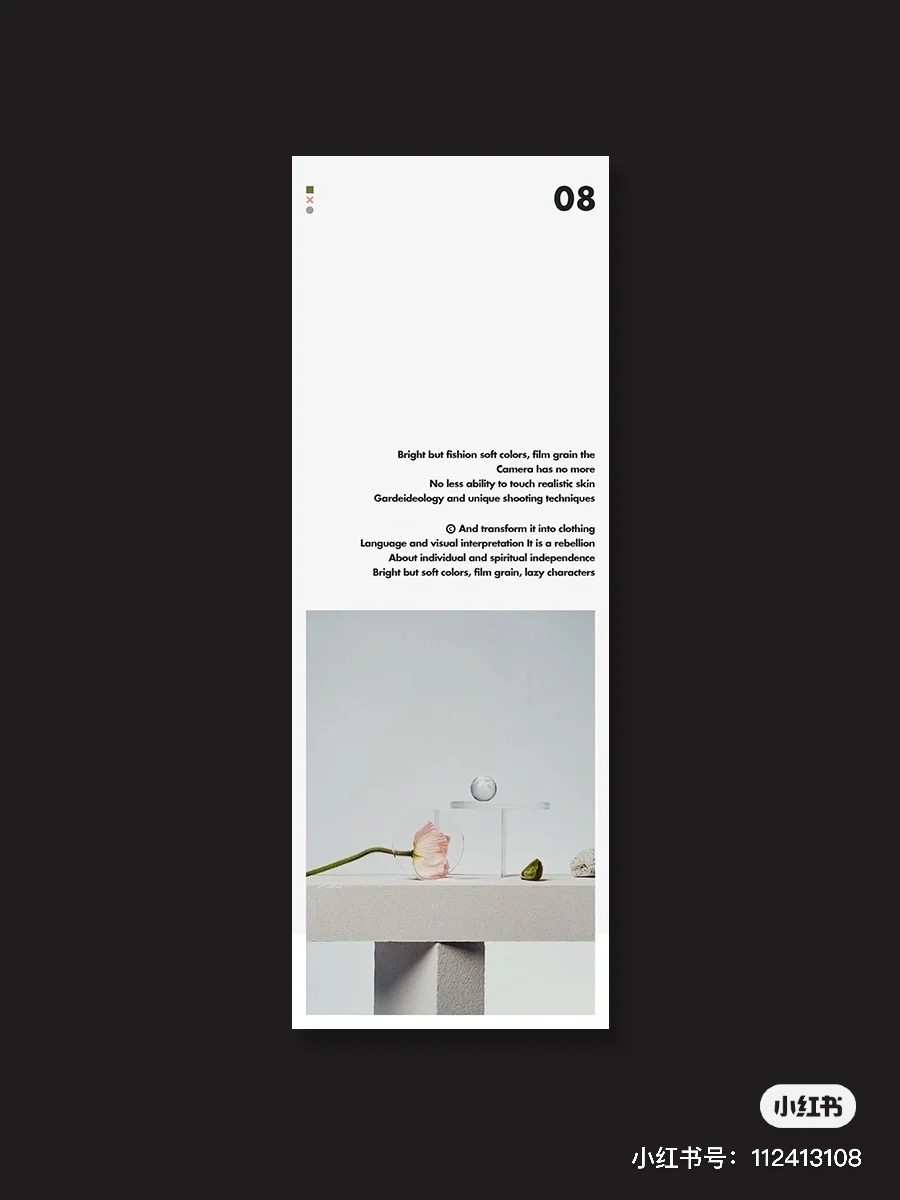 08
Bright but fishion soft colors, film grain the
Camera has no more
No less ability to touch realistic skin
Gardeideology and unique shooting techniques
© And transform it into clothing
Language and visual interpretation It is a rebellion
About individual and spiritual independence
Bright but soft colors, film grain, lazy characters
小红书
小红书号：112413108